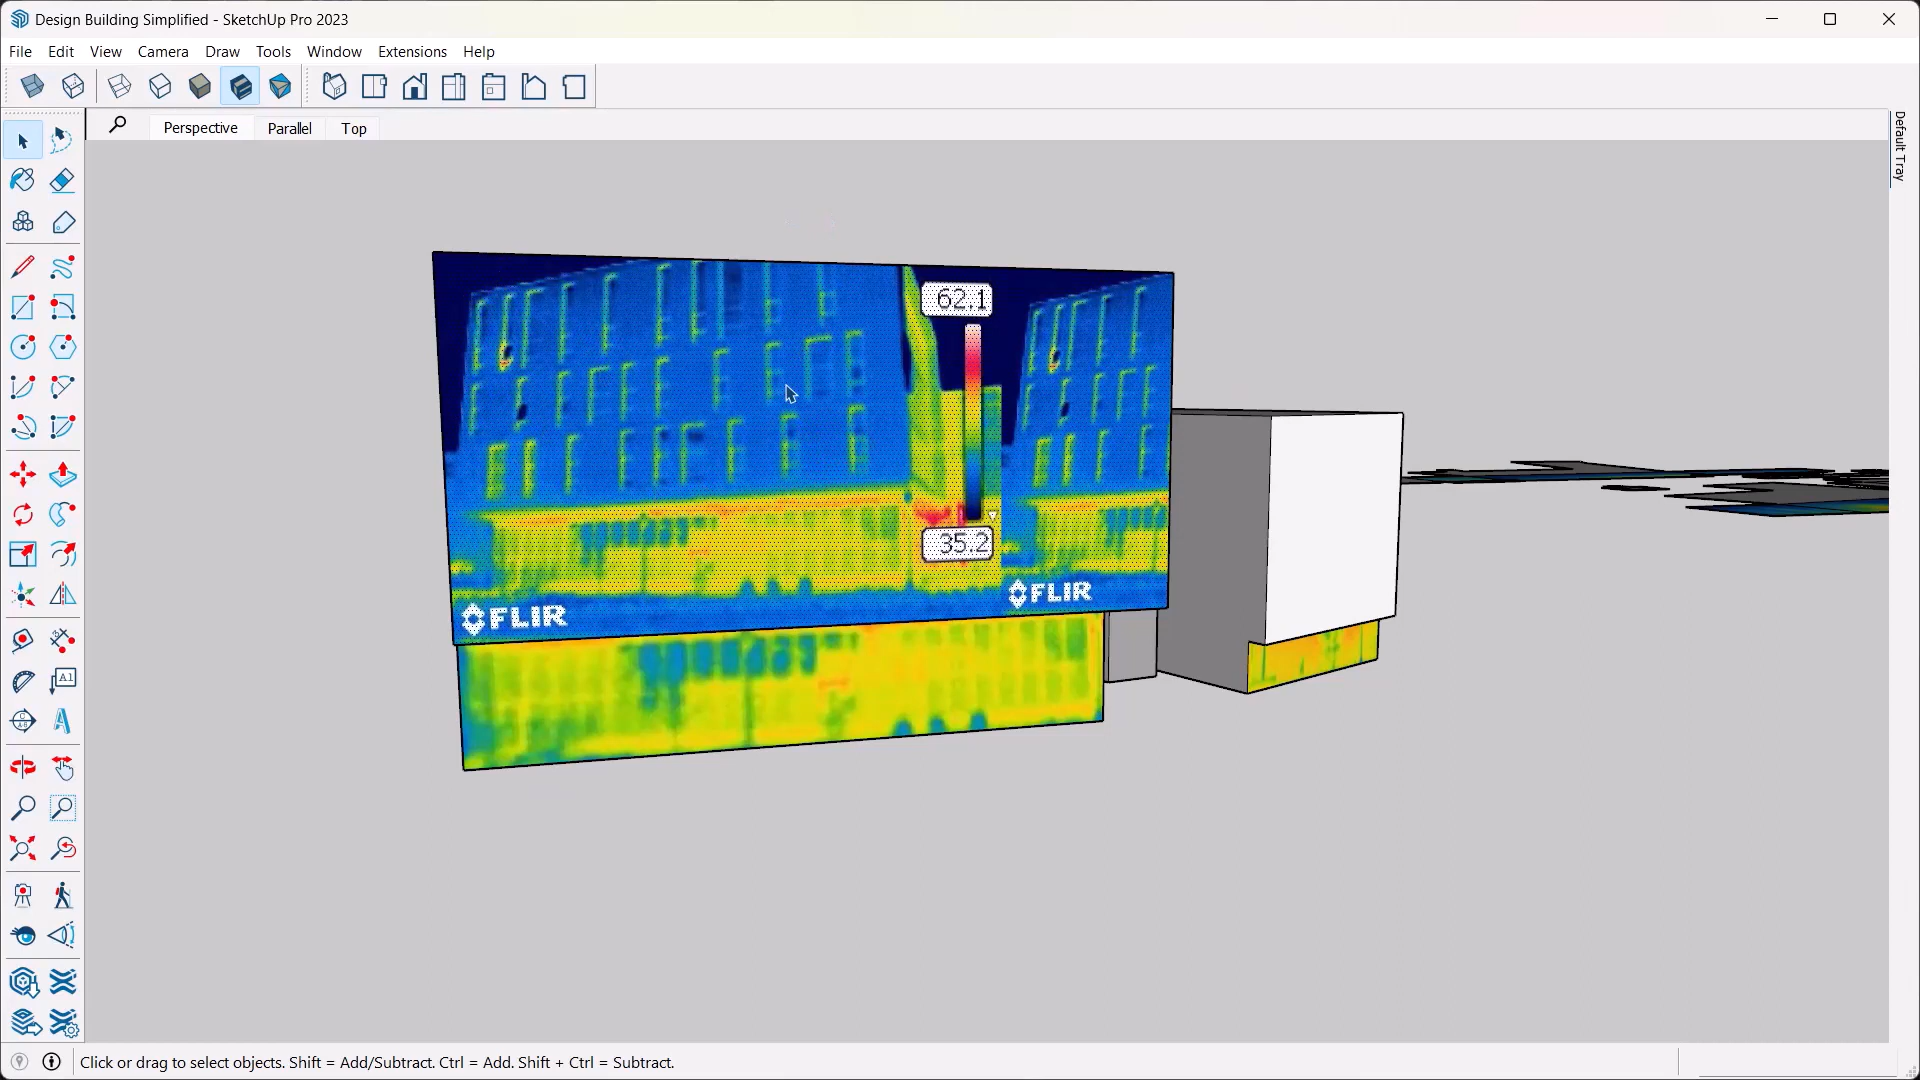 Design Building Simplified - SketchUp Pro 2023
File Edit View Camera Draw Tools Window Extensions Help
Perspective Parallel Top
Default Tray
62.1
35.2
FLIR
FLIR
A1
Click or drag to select objects. Shift = Add/Subtract. Ctrl = Add. Shift + Ctrl = Subtract.